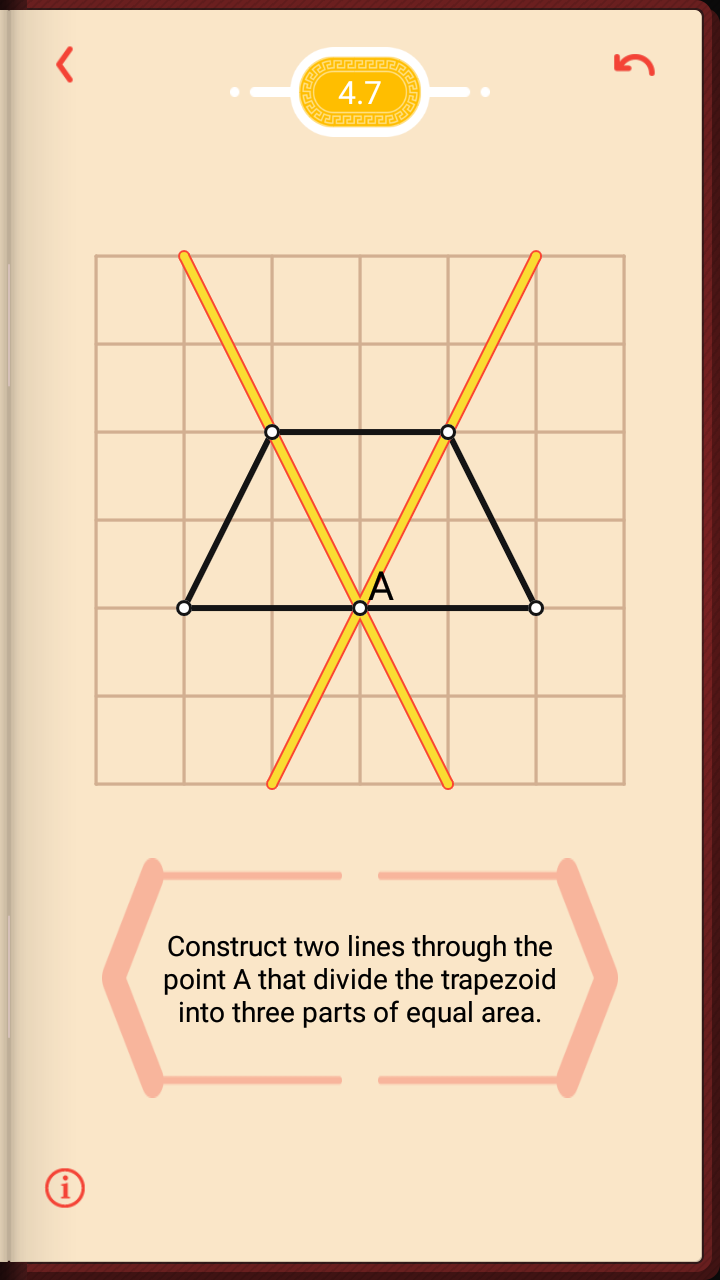 4.7
A
Construct two lines through the
point A that divide the trapezoid
into three parts of equal area.
i